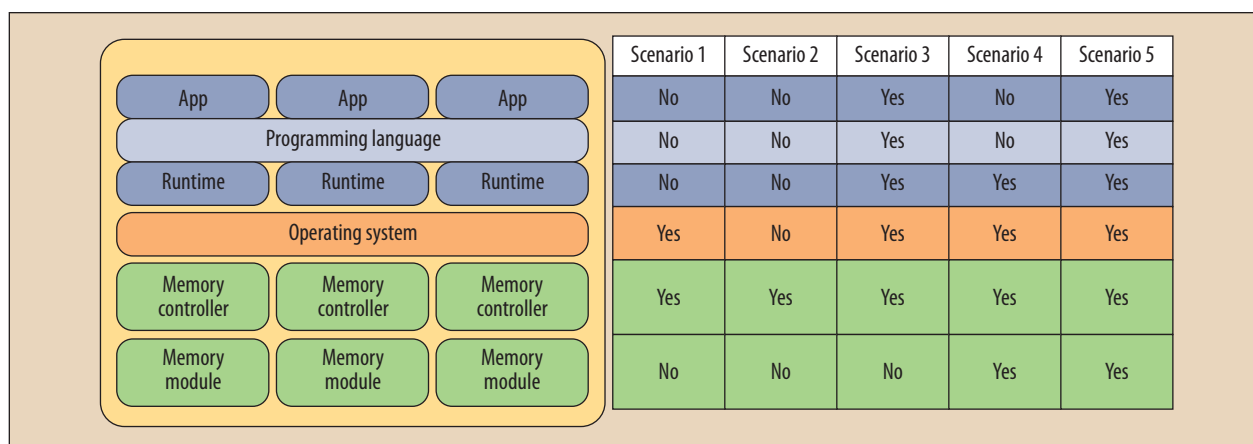 Scenario 1 Scenario 2 Scenario 3 Scenario 4 Scenario 5
App App App No No Yes No Yes
Programming language No No Yes No Yes
Runtime Runtime Runtime No No Yes Yes Yes
Operating system Yes No Yes Yes Yes
Memory Memory Memory
controller controller controller
Yes Yes Yes Yes Yes
Memory Memory Memory
module module module
No No No Yes Yes